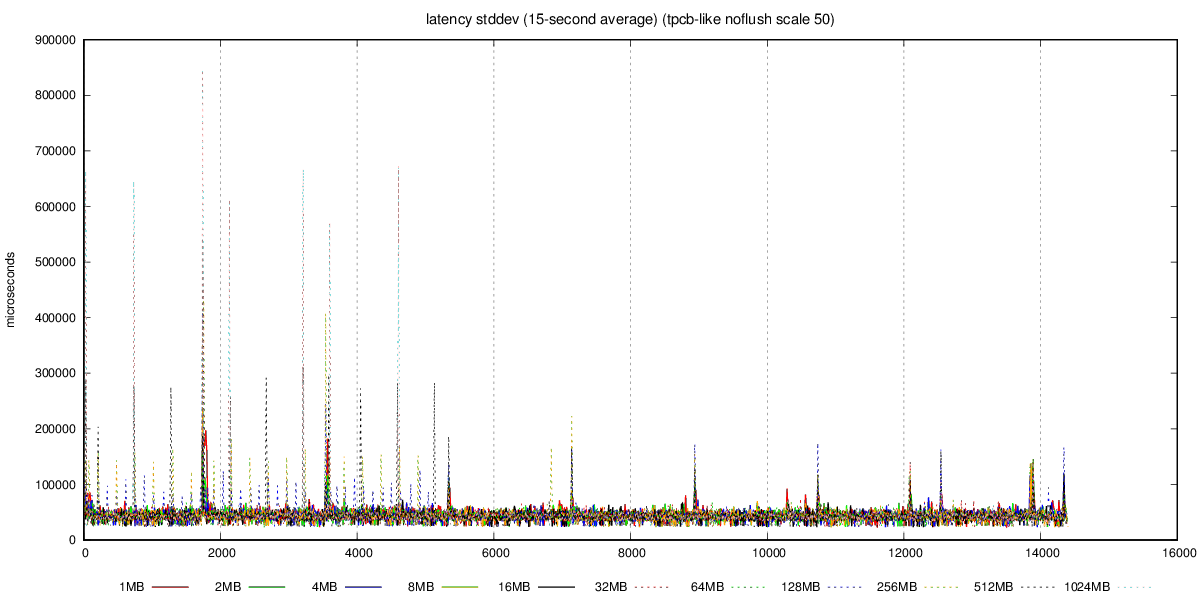 latency stddev (15-second average) (tpcb-like noflush scale 50)
900000
800000
700000
600000
500000
400000
300000
200000
100000
0
microseconds
0 2000 4000 6000 8000 10000 12000 14000 16000
1MB 2MB 4MB 8MB 16MB 32MB 64MB 128MB 256MB 512MB 1024MB